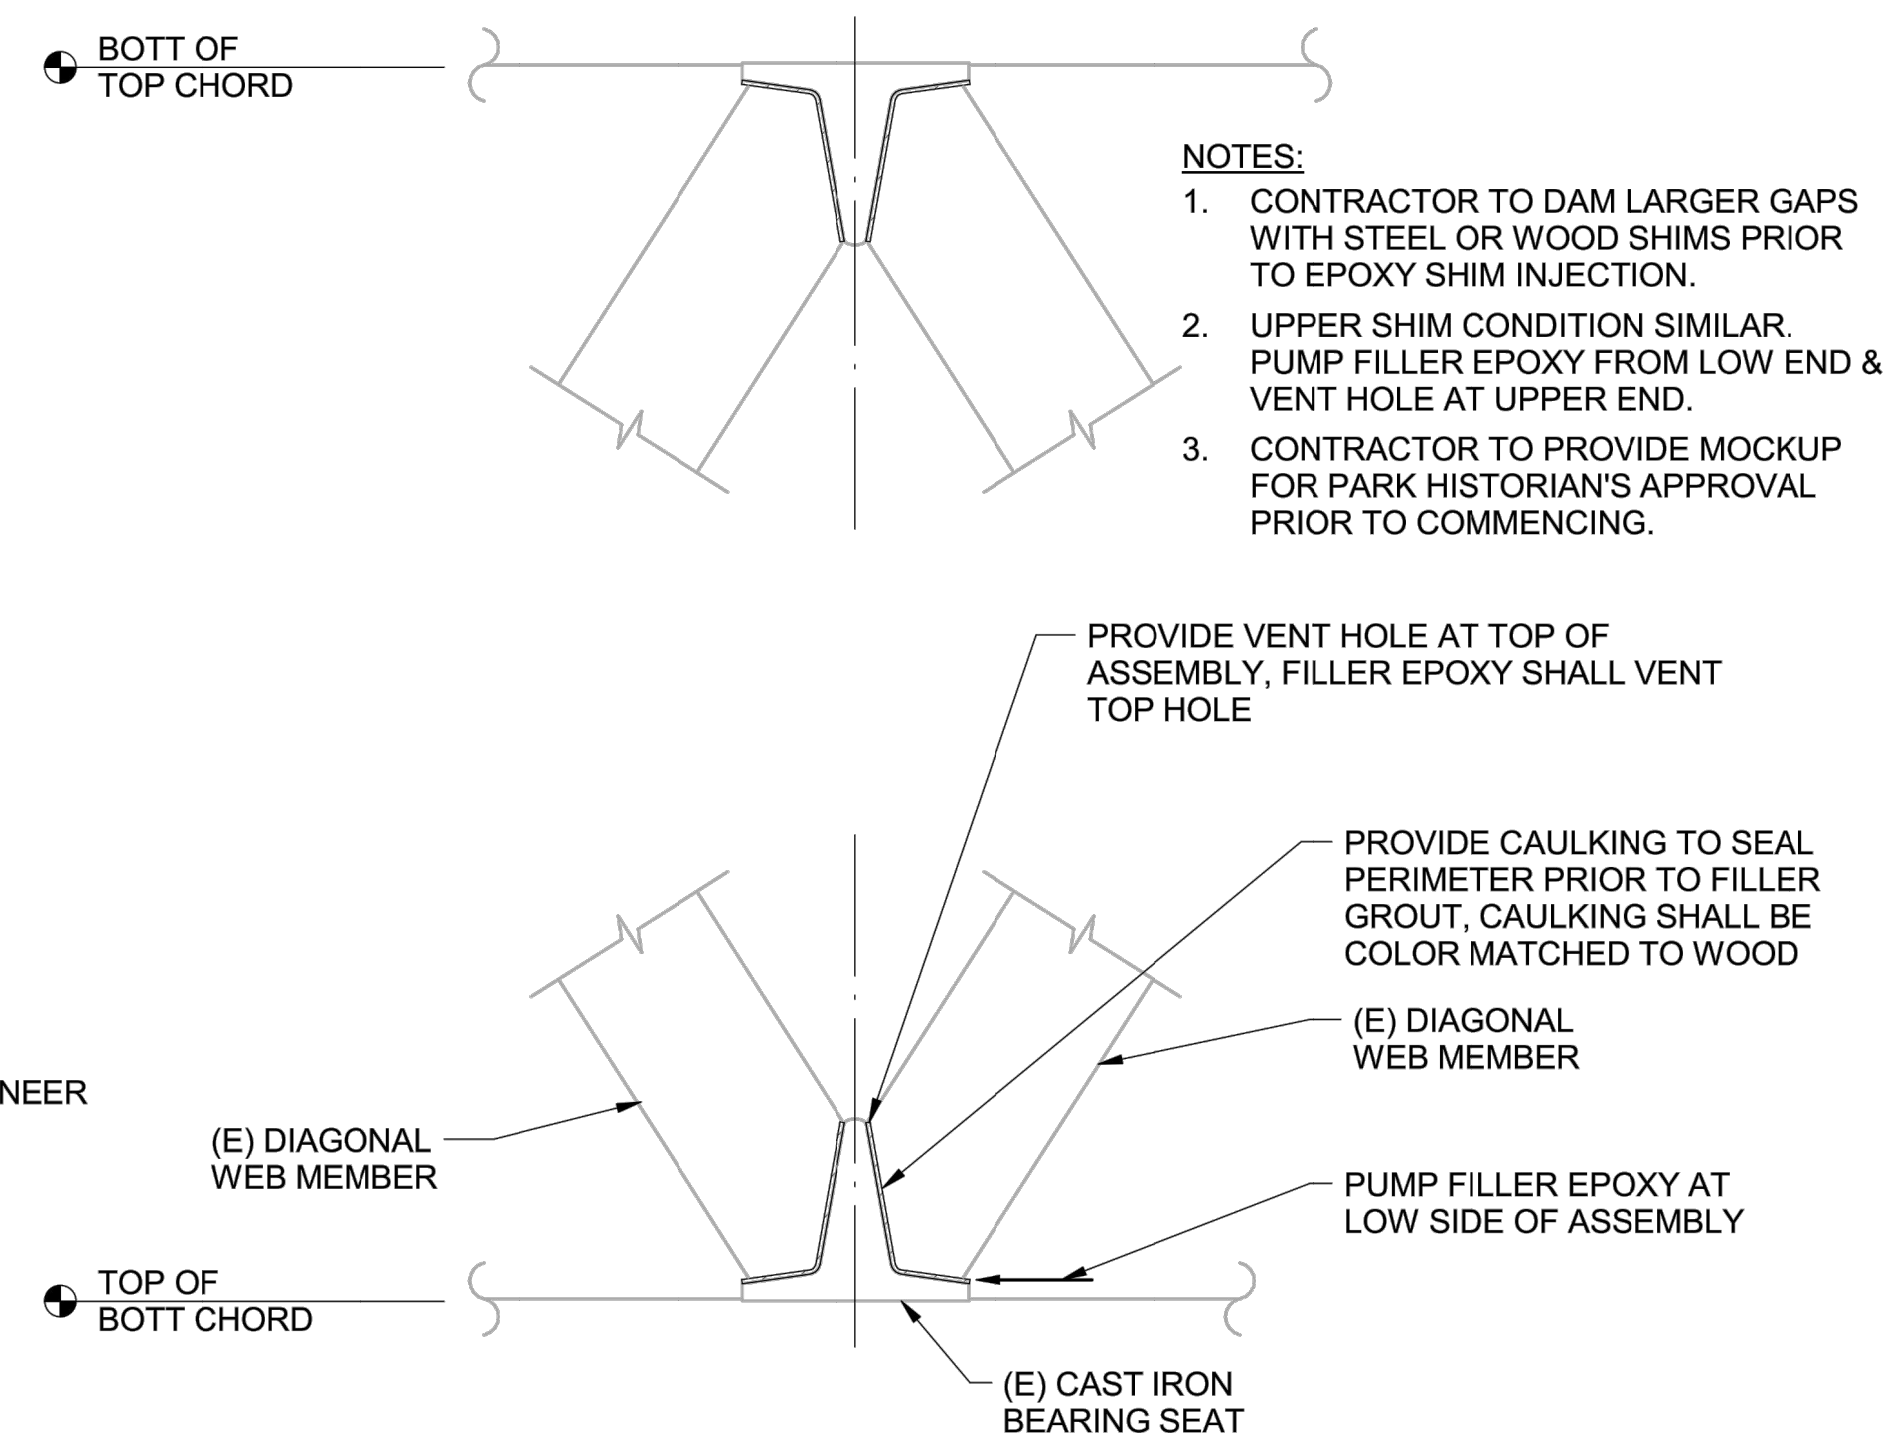 BOTT OF
TOP CHORD
NOTES:
1. CONTRACTOR TO DAM LARGER GAPS
WITH STEEL OR WOOD SHIMS PRIOR
TO EPOXY SHIM INJECTION.
2. UPPER SHIM CONDITION SIMILAR.
PUMP FILLER EPOXY FROM LOW END &
VENT HOLE AT UPPER END.
3. CONTRACTOR TO PROVIDE MOCKUP
FOR PARK HISTORIAN'S APPROVAL
PRIOR TO COMMENCING.
PROVIDE VENT HOLE AT TOP OF
ASSEMBLY, FILLER EPOXY SHALL VENT
TOP HOLE
PROVIDE CAULKING TO SEAL
PERIMETER PRIOR TO FILLER
GROUT, CAULKING SHALL BE
COLOR MATCHED TO WOOD
(E) DIAGONAL
WEB MEMBER
NEER
(E) DIAGONAL
WEB MEMBER
PUMP FILLER EPOXY AT
LOW SIDE OF ASSEMBLY
TOP OF
BOTT CHORD
(E) CAST IRON
BEARING SEAT